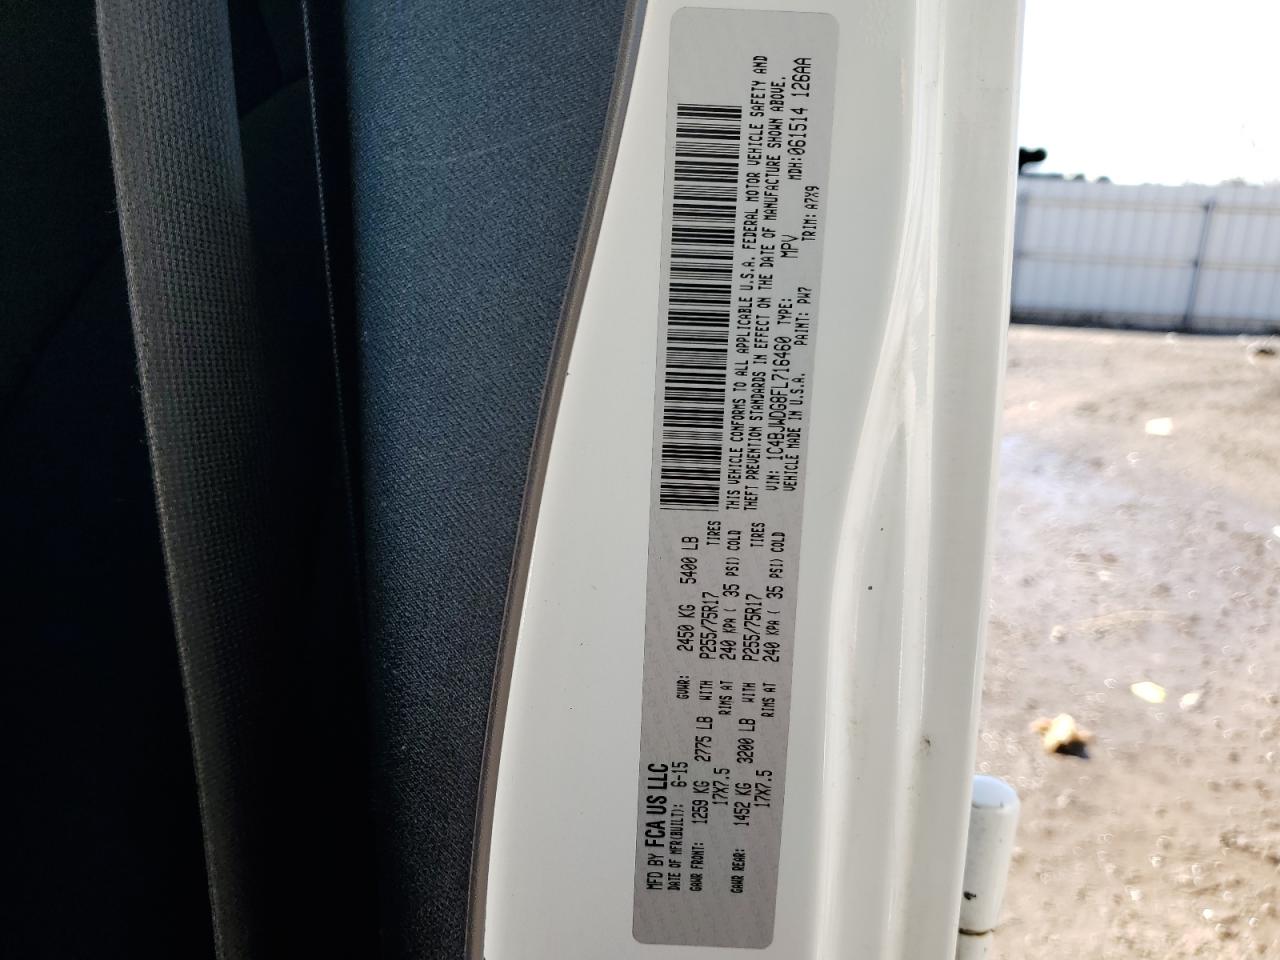 MFD BY FCA US LLC
DATE OF MFR(BUILT): 6-15 GVWR: 2450 KG 5400 LB
GAWR FRONT: 1259 KG 2775 LB WITH P255/75R17 TIRES
17X7.5 RIMS AT 240 KPA ( 35 PSI) COLD
GAWR REAR: 1452 KG 3200 LB WITH P255/75R17 TIRES
17X7.5 RIMS AT 240 KPA ( 35 PSI) COLD
THIS VEHICLE CONFORMS TO ALL APPLICABLE U.S.A. FEDERAL MOTOR VEHICLE SAFETY AND
THEFT PREVENTION STANDARDS IN EFFECT ON THE DATE OF MANUFACTURE SHOWN ABOVE.
VIN: 1C4BJWDG8FL716460 TYPE: MPV MDH:061514 126AA
VEHICLE MADE IN U.S.A. PAINT: PW7 TRIM: A7X9